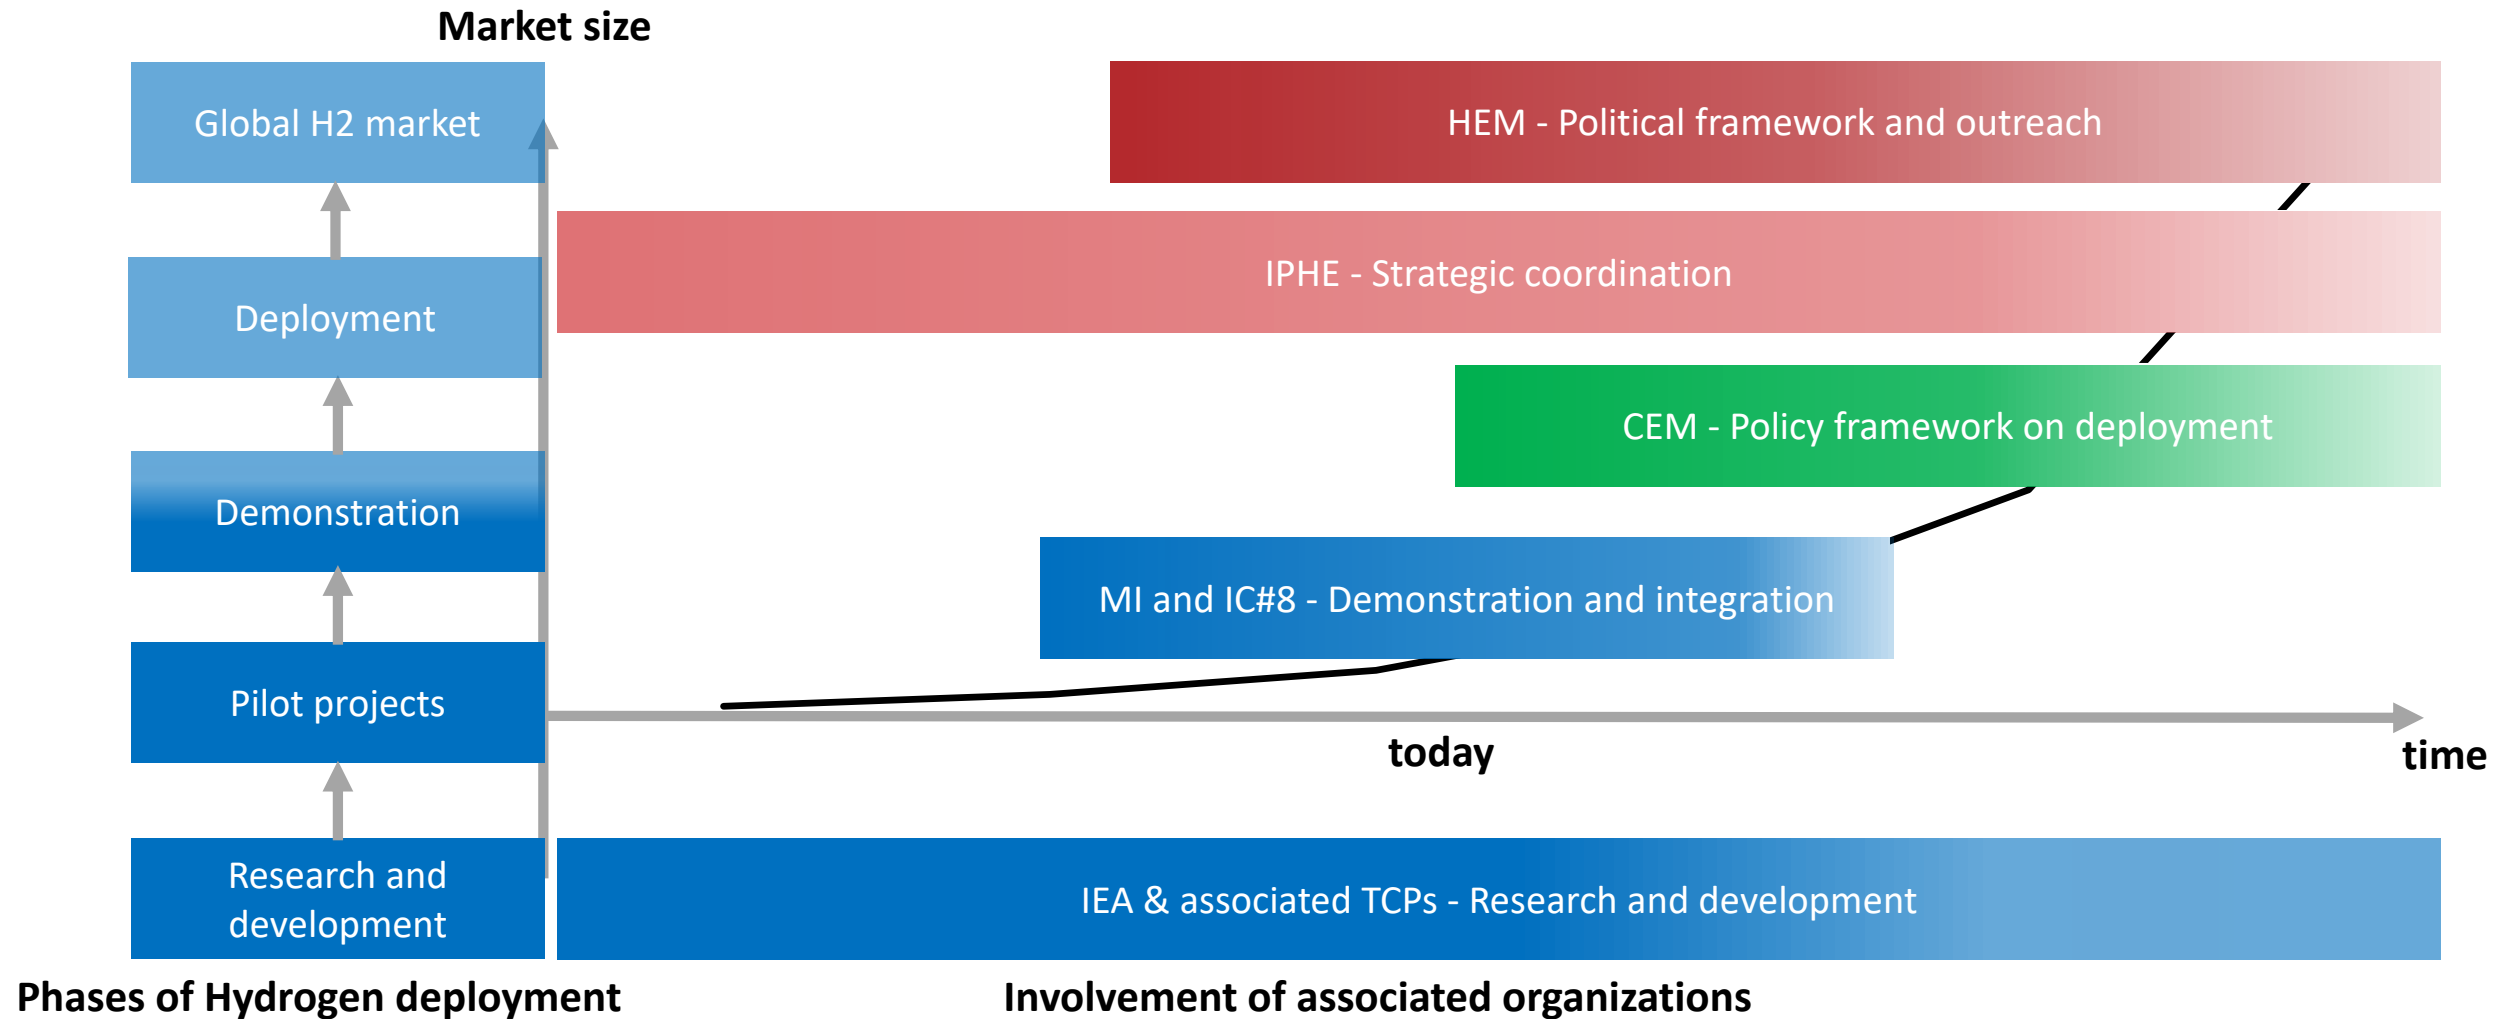 Market size
Global H2 market
HEM - Political framework and outreach
IPHE - Strategic coordination
Deployment
CEM - Policy framework on deployment
Demonstration
MI and IC#8 - Demonstration and integration
Pilot projects
today
time
Research and
development
IEA & associated TCPs - Research and development
Phases of Hydrogen deployment
Involvement of associated organizations